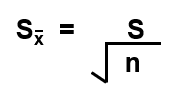 Sx̄ = S
√n